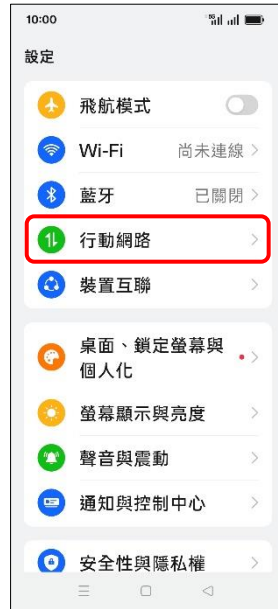 10:00
5G
設定
飛航模式
Wi-Fi 尚未連線
藍牙 已關閉
行動網路
裝置互聯
桌面、鎖定螢幕與
個人化
螢幕顯示與亮度
聲音與震動
通知與控制中心
安全性與隱私權